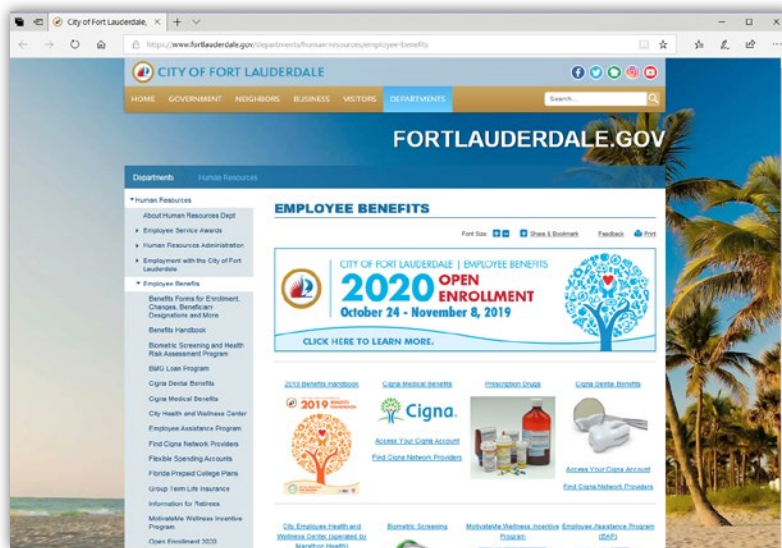 City of Fort Lauderdale,
https://www.fortlauderdale.gov/departments/human-resources/employee-benefits
CITY OF FORT LAUDERDALE
HOME GOVERNMENT NEIGHBORS BUSINESS VISITORS DEPARTMENTS
Search...
FORTLAUDERDALE.GOV
Departments Human Resources
Human Resources
About Human Resources Dept
Employee Service Awards
Human Resources Administration
Employment with the City of Fort
Lauderdale
Employee Benefits
Benefits Forms for Enrollment,
Changes, Beneficiary
Designations and More
Benefits Handbook
Biometric Screening and Health
Risk Assessment Program
BMG Loan Program
Cigna Dental Benefits
Cigna Medical Benefits
City Health and Wellness Center
Employee Assistance Program
Find Cigna Network Providers
Flexible Spending Accounts
Florida Prepaid College Plans
Group Term Life Insurance
Information for Retirees
MotivateMe Wellness Incentive
Program
Open Enrollment 2020
EMPLOYEE BENEFITS
Font Size: + - Share & Bookmark Feedback Print
CITY OF FORT LAUDERDALE | EMPLOYEE BENEFITS
2020 OPEN
ENROLLMENT
October 24 - November 8, 2019
CLICK HERE TO LEARN MORE.
2019 Benefits Handbook Cigna Medical Benefits Prescription Drugs Cigna Dental Benefits
2019 BENEFITS
HANDBOOK
Cigna.
Access Your Cigna Account
Find Cigna Network Providers
Access Your Cigna Account
Find Cigna Network Providers
City Employee Health and
Wellness Center (operated by
Marathon Health)
Biometric Screening
MotivateMe Wellness Incentive
Program
Employee Assistance Program
(EAP)